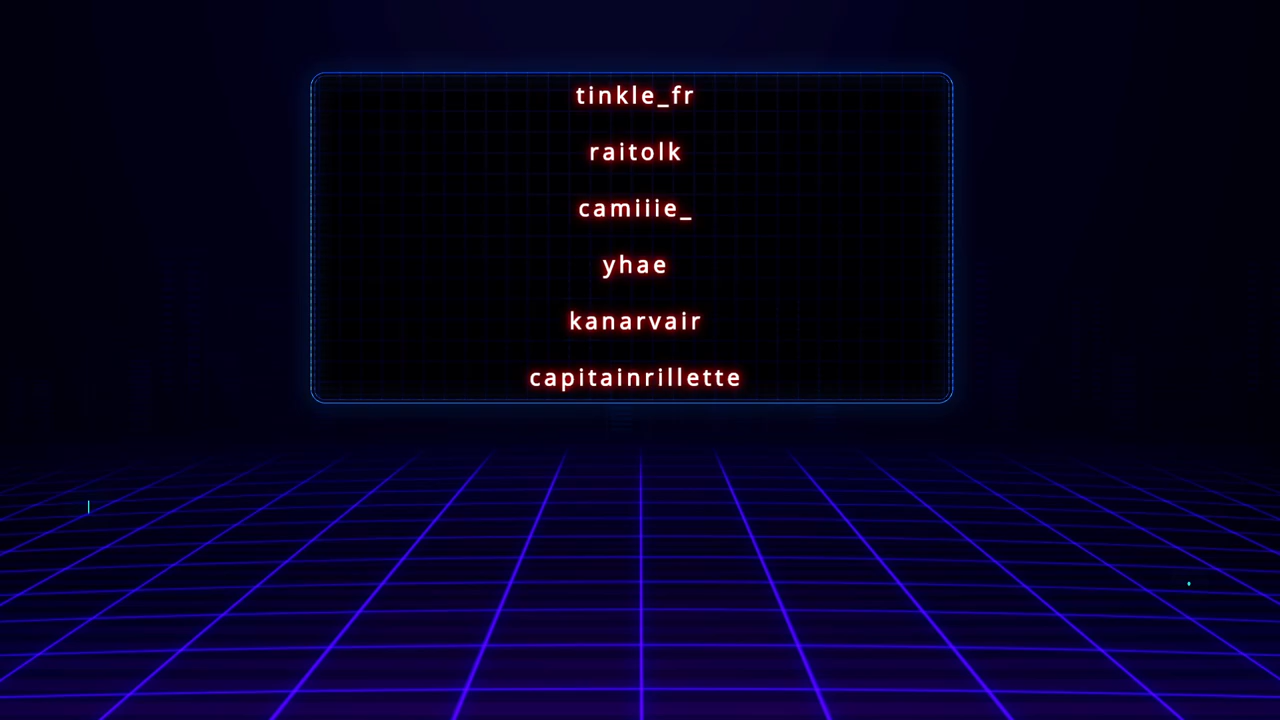 tinkle_fr
raitolk
camiiie_
yhae
kanarvair
capitainrillette